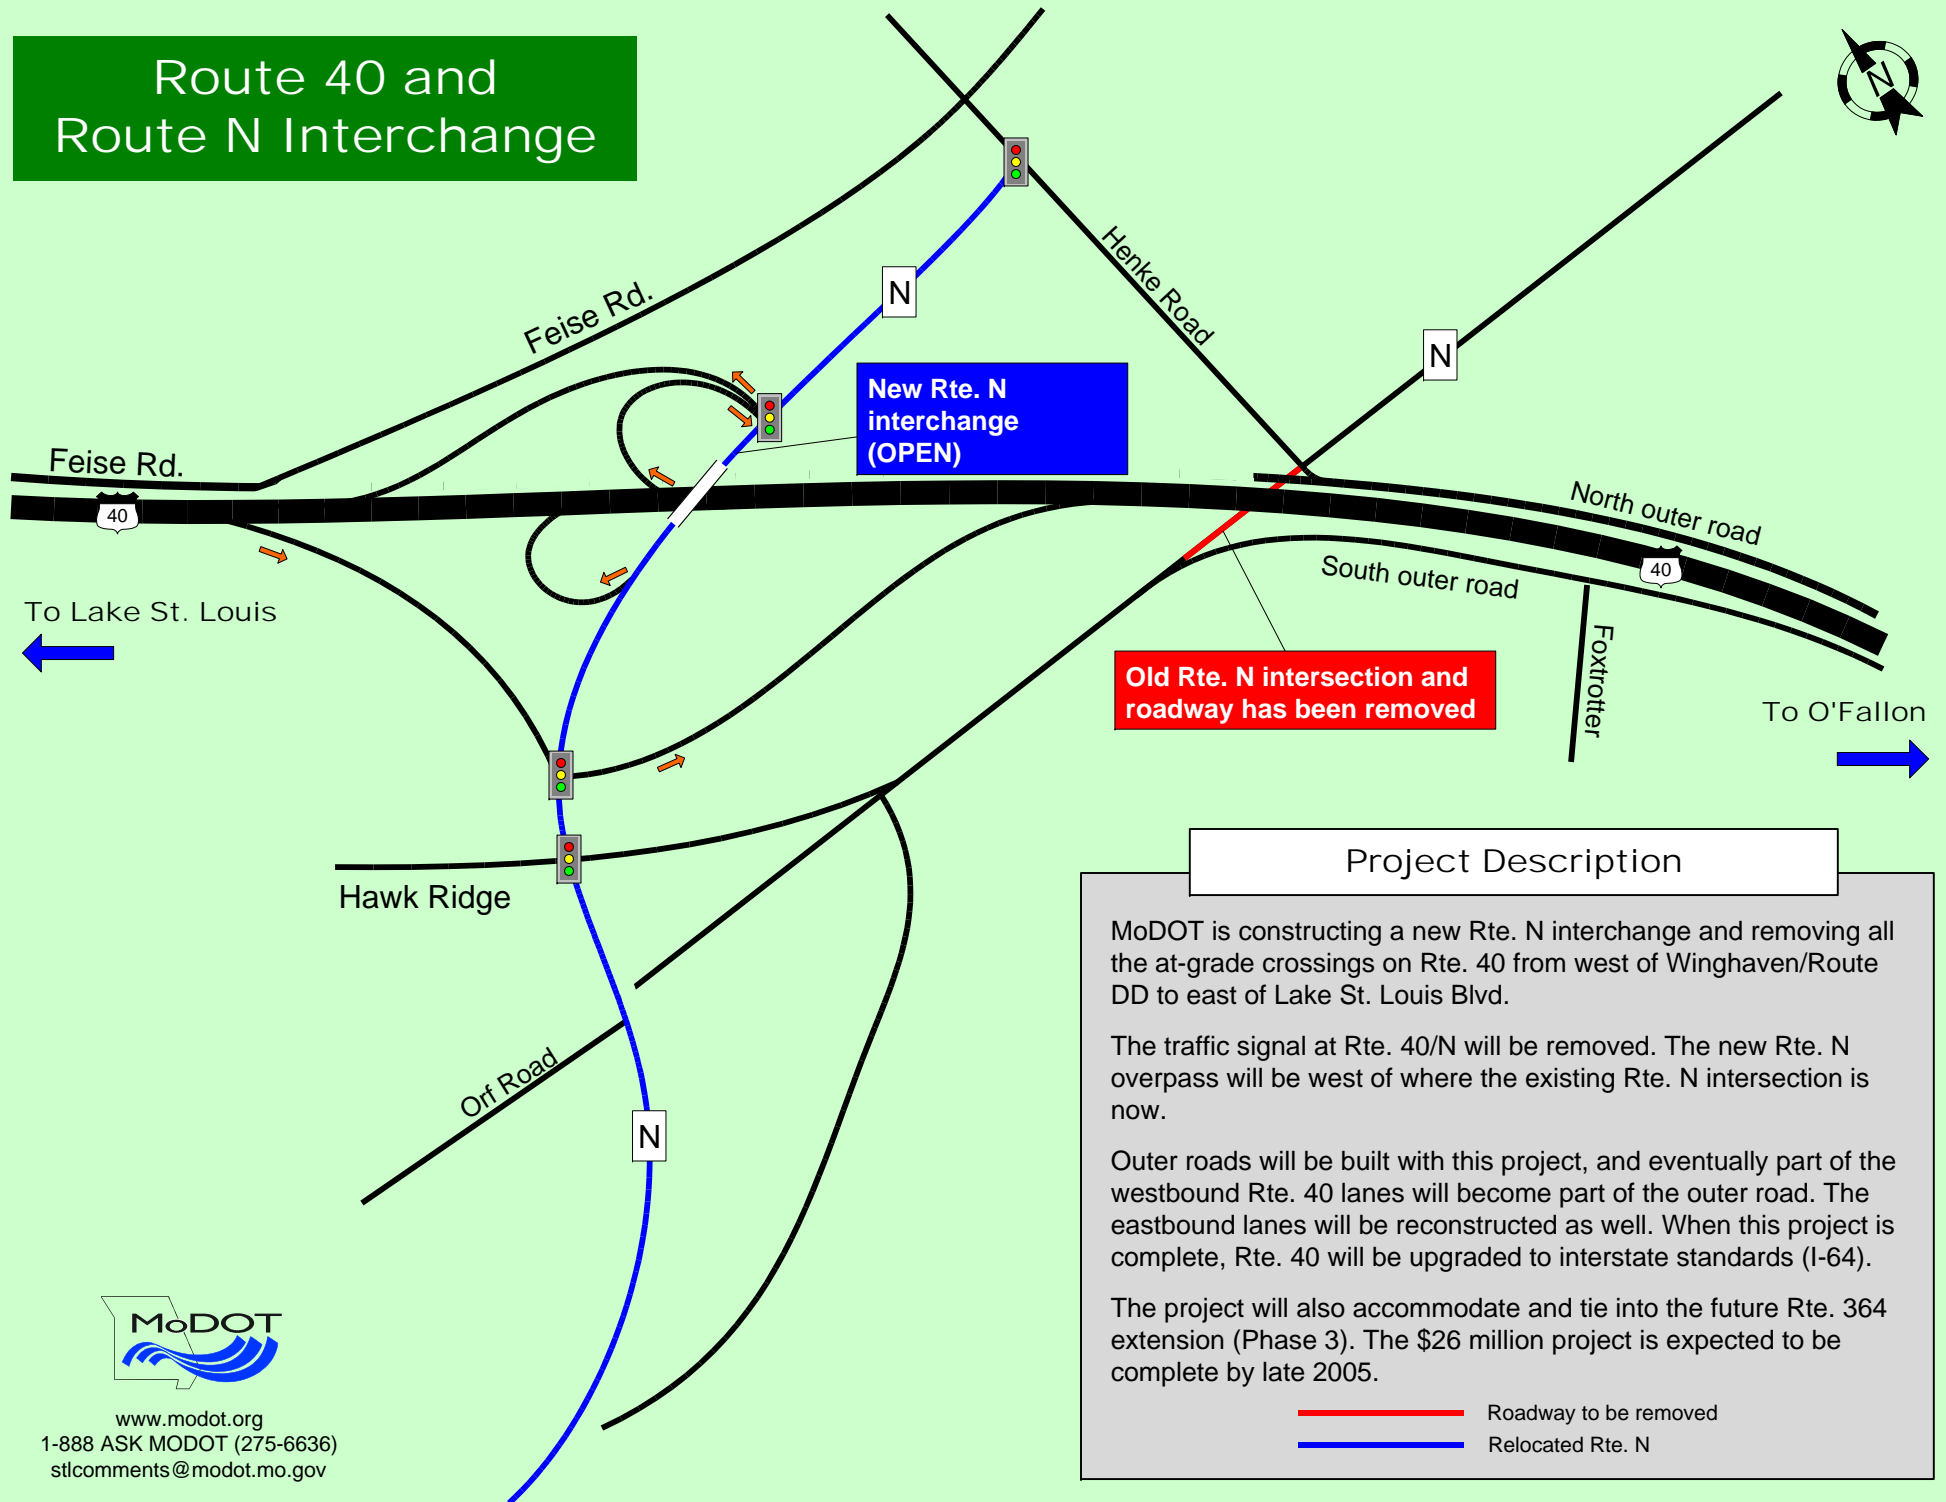 Route 40 and
Route N Interchange
N
Feise Rd.
Henke Road
N
N
New Rte. N
interchange
(OPEN)
Feise Rd.
40
North outer road
South outer road
40
To Lake St. Louis
Foxtrotter
Old Rte. N intersection and
roadway has been removed
To O'Fallon
Hawk Ridge
Orf Road
N
Project Description
MoDOT is constructing a new Rte. N interchange and removing all
the at-grade crossings on Rte. 40 from west of Winghaven/Route
DD to east of Lake St. Louis Blvd.
The traffic signal at Rte. 40/N will be removed. The new Rte. N
overpass will be west of where the existing Rte. N intersection is
now.
Outer roads will be built with this project, and eventually part of the
westbound Rte. 40 lanes will become part of the outer road. The
eastbound lanes will be reconstructed as well. When this project is
complete, Rte. 40 will be upgraded to interstate standards (I-64).
The project will also accommodate and tie into the future Rte. 364
extension (Phase 3). The $26 million project is expected to be
complete by late 2005.
Roadway to be removed
Relocated Rte. N
MoDOT
www.modot.org
1-888 ASK MODOT (275-6636)
stlcomments@modot.mo.gov